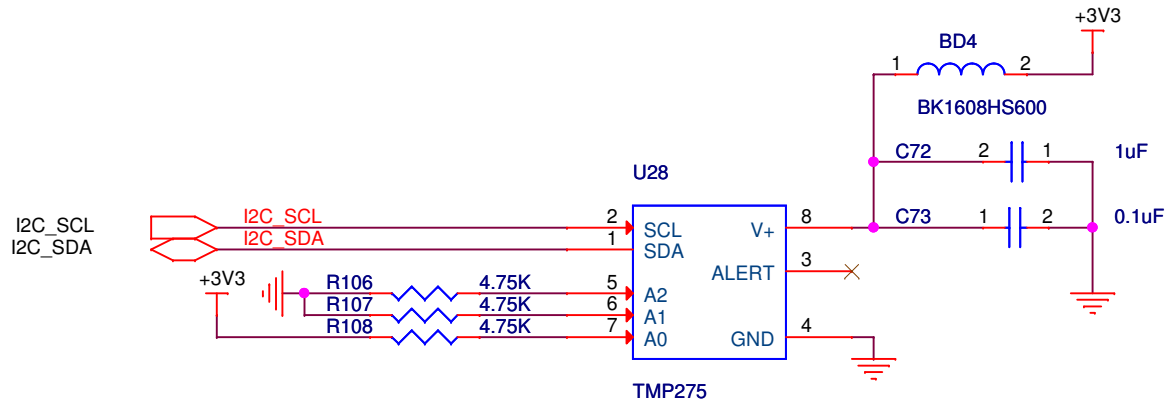 +3V3
BD4
1 2
BK1608HS600
C72 2 1 1uF
U28
I2C_SCL I2C_SCL 2 SCL V+ 8 C73 1 2 0.1uF
I2C_SDA I2C_SDA 1 SDA
ALERT 3
+3V3 R106 4.75K 5 A2
R107 4.75K 6 A1
R108 4.75K 7 A0 GND 4
TMP275